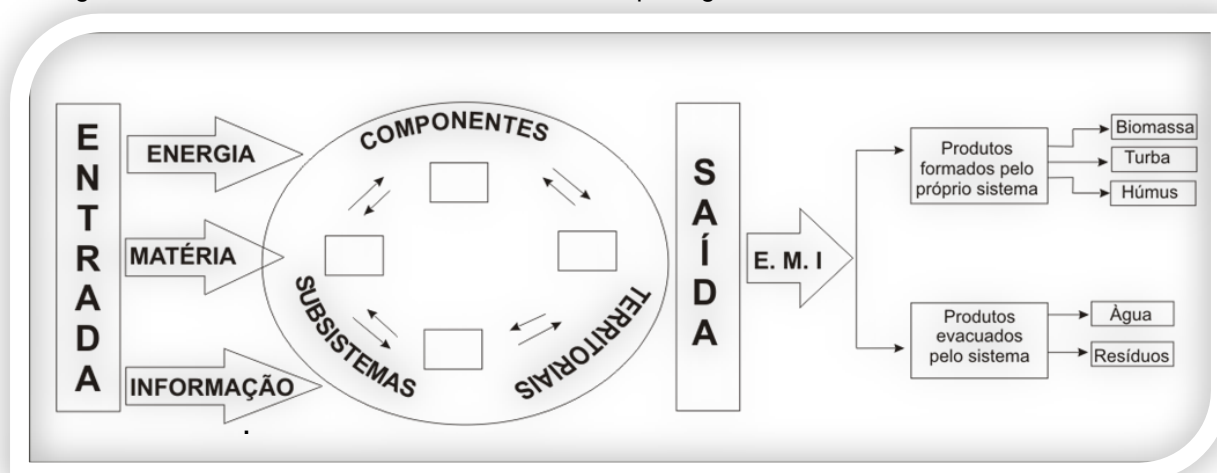 ENTRADA
ENERGIA
MATÉRIA
INFORMAÇÃO
COMPONENTES
SUBSISTEMAS
TERRITORIAIS
SAÍDA
E. M. I
Produtos
formados pelo
próprio sistema
Biomassa
Turba
Húmus
Produtos
evacuados
pelo sistema
Àgua
Resíduos